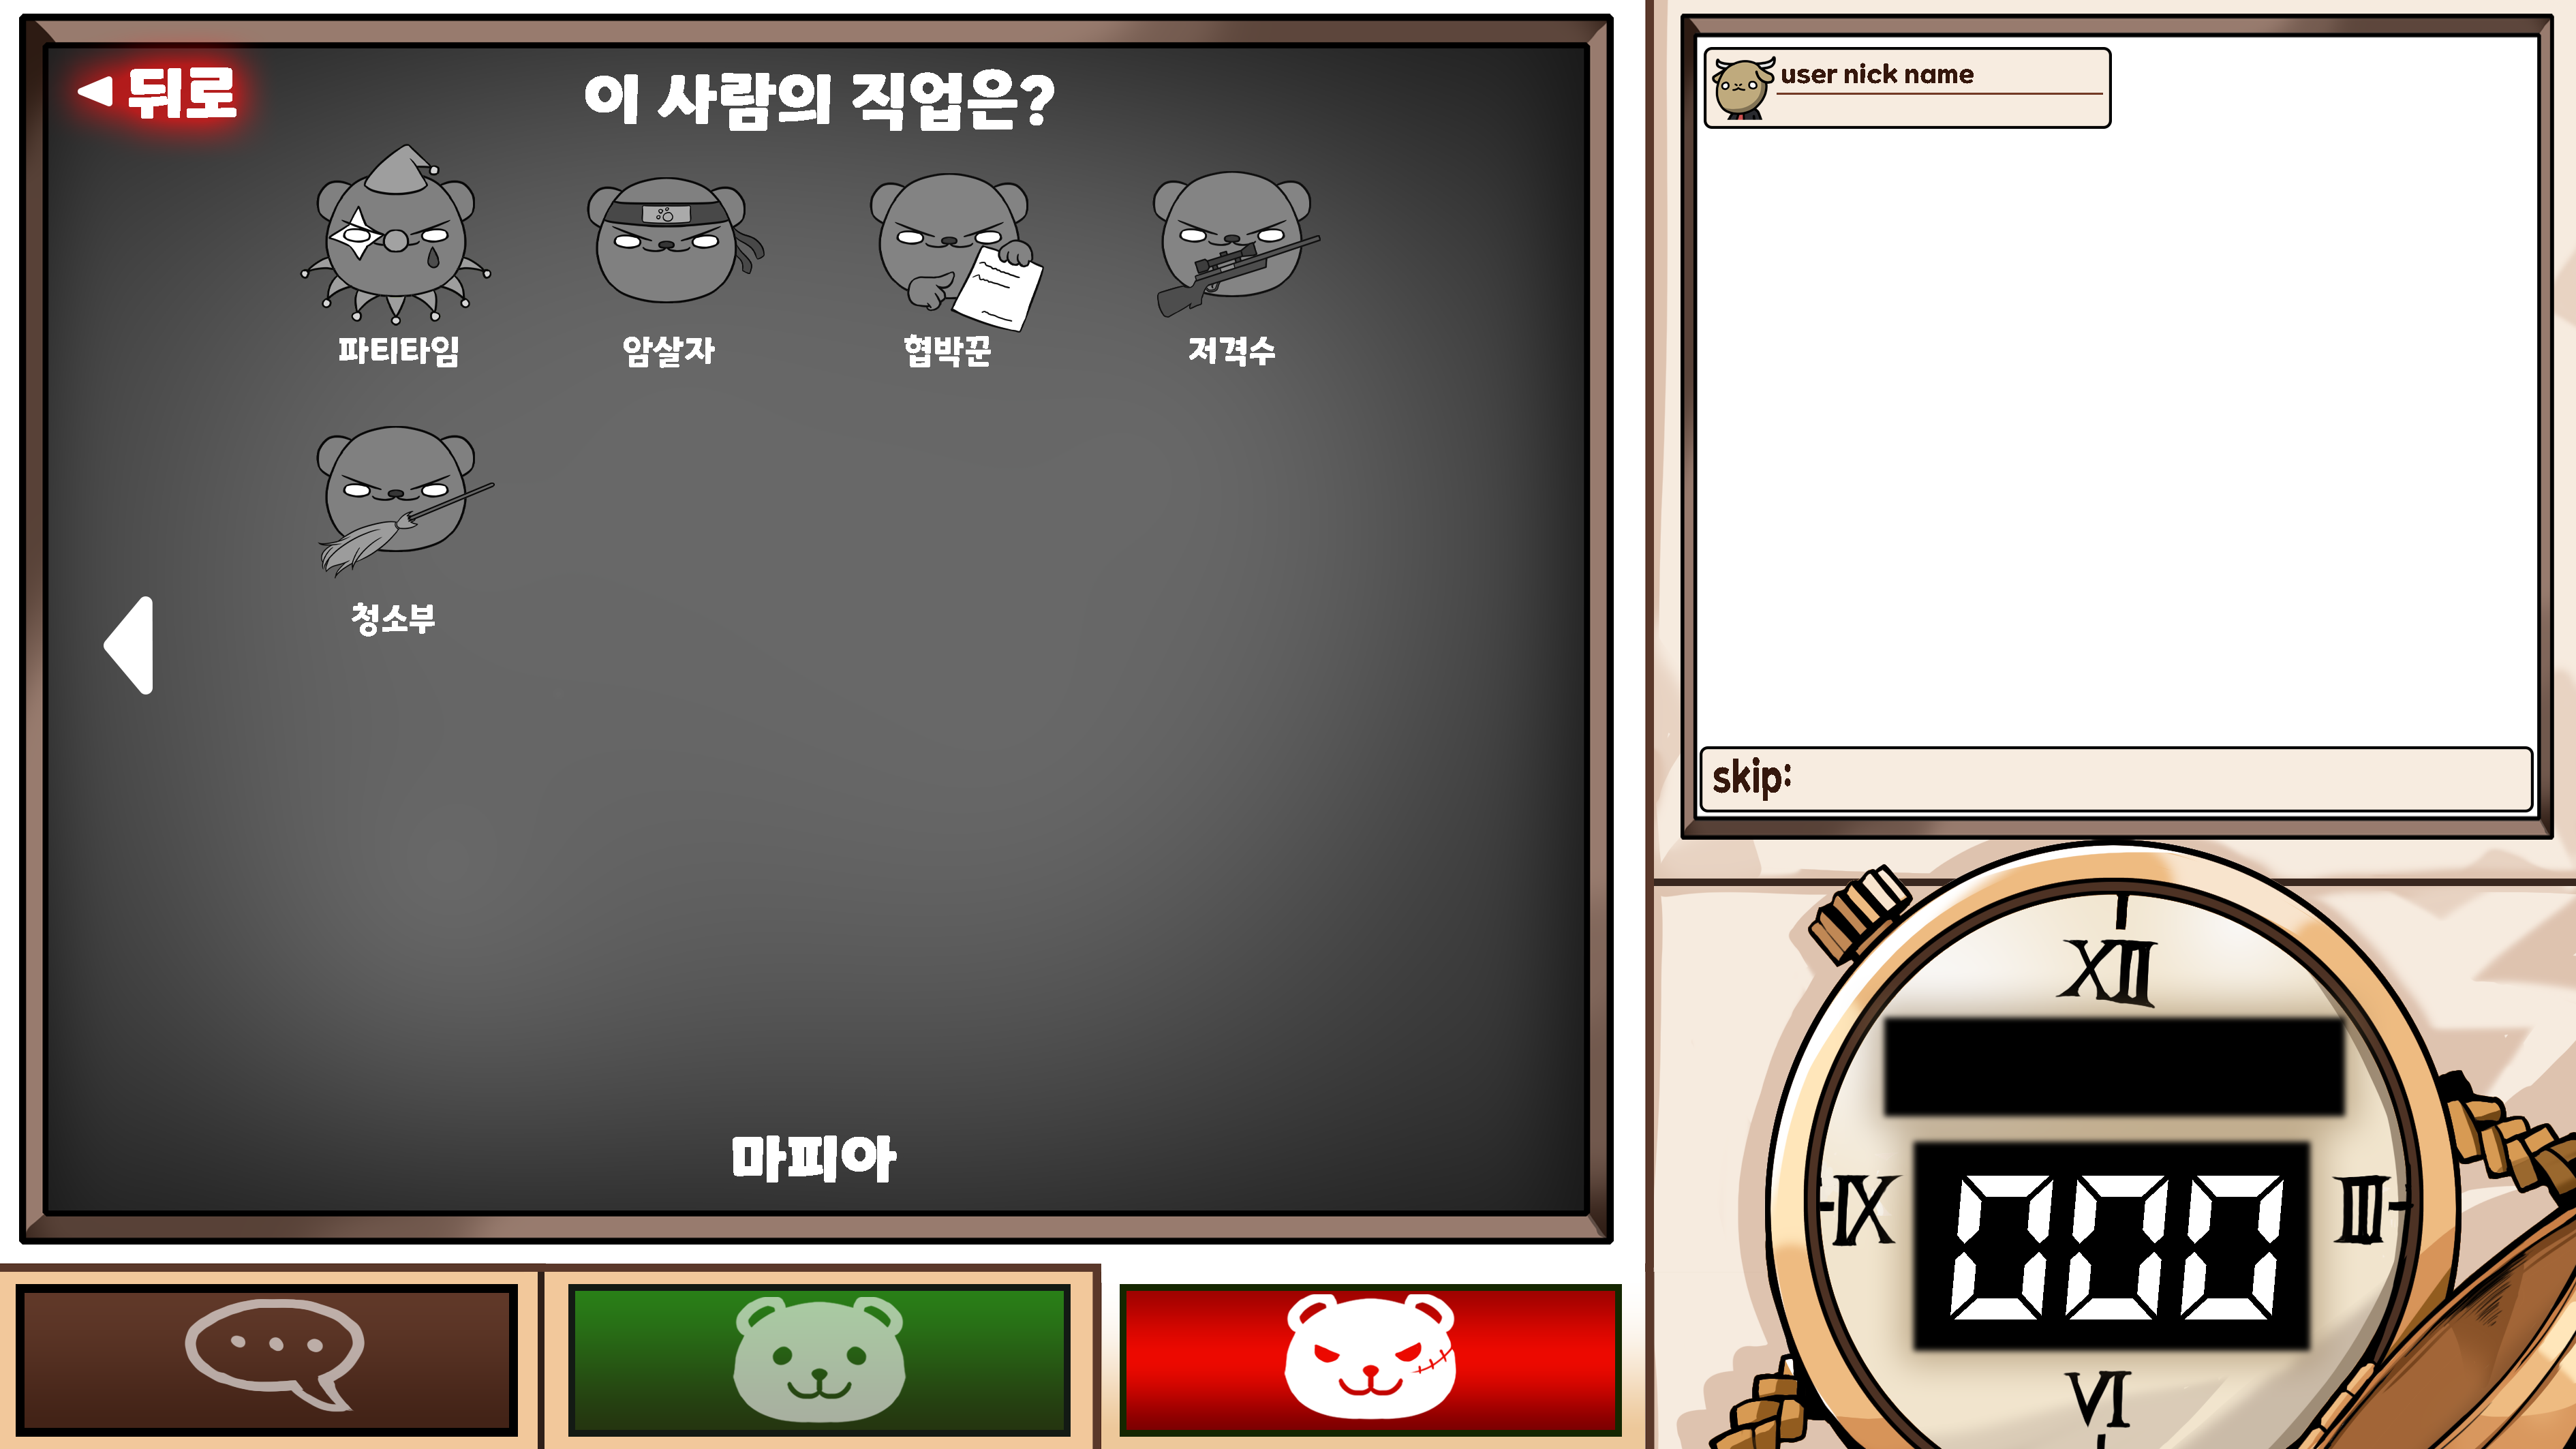 뒤로
이 사람의 직업은?
파티타임
암살자
협박꾼
저격수
청소부
마피아
user nick name
skip:
XII
IX
000
III
VI